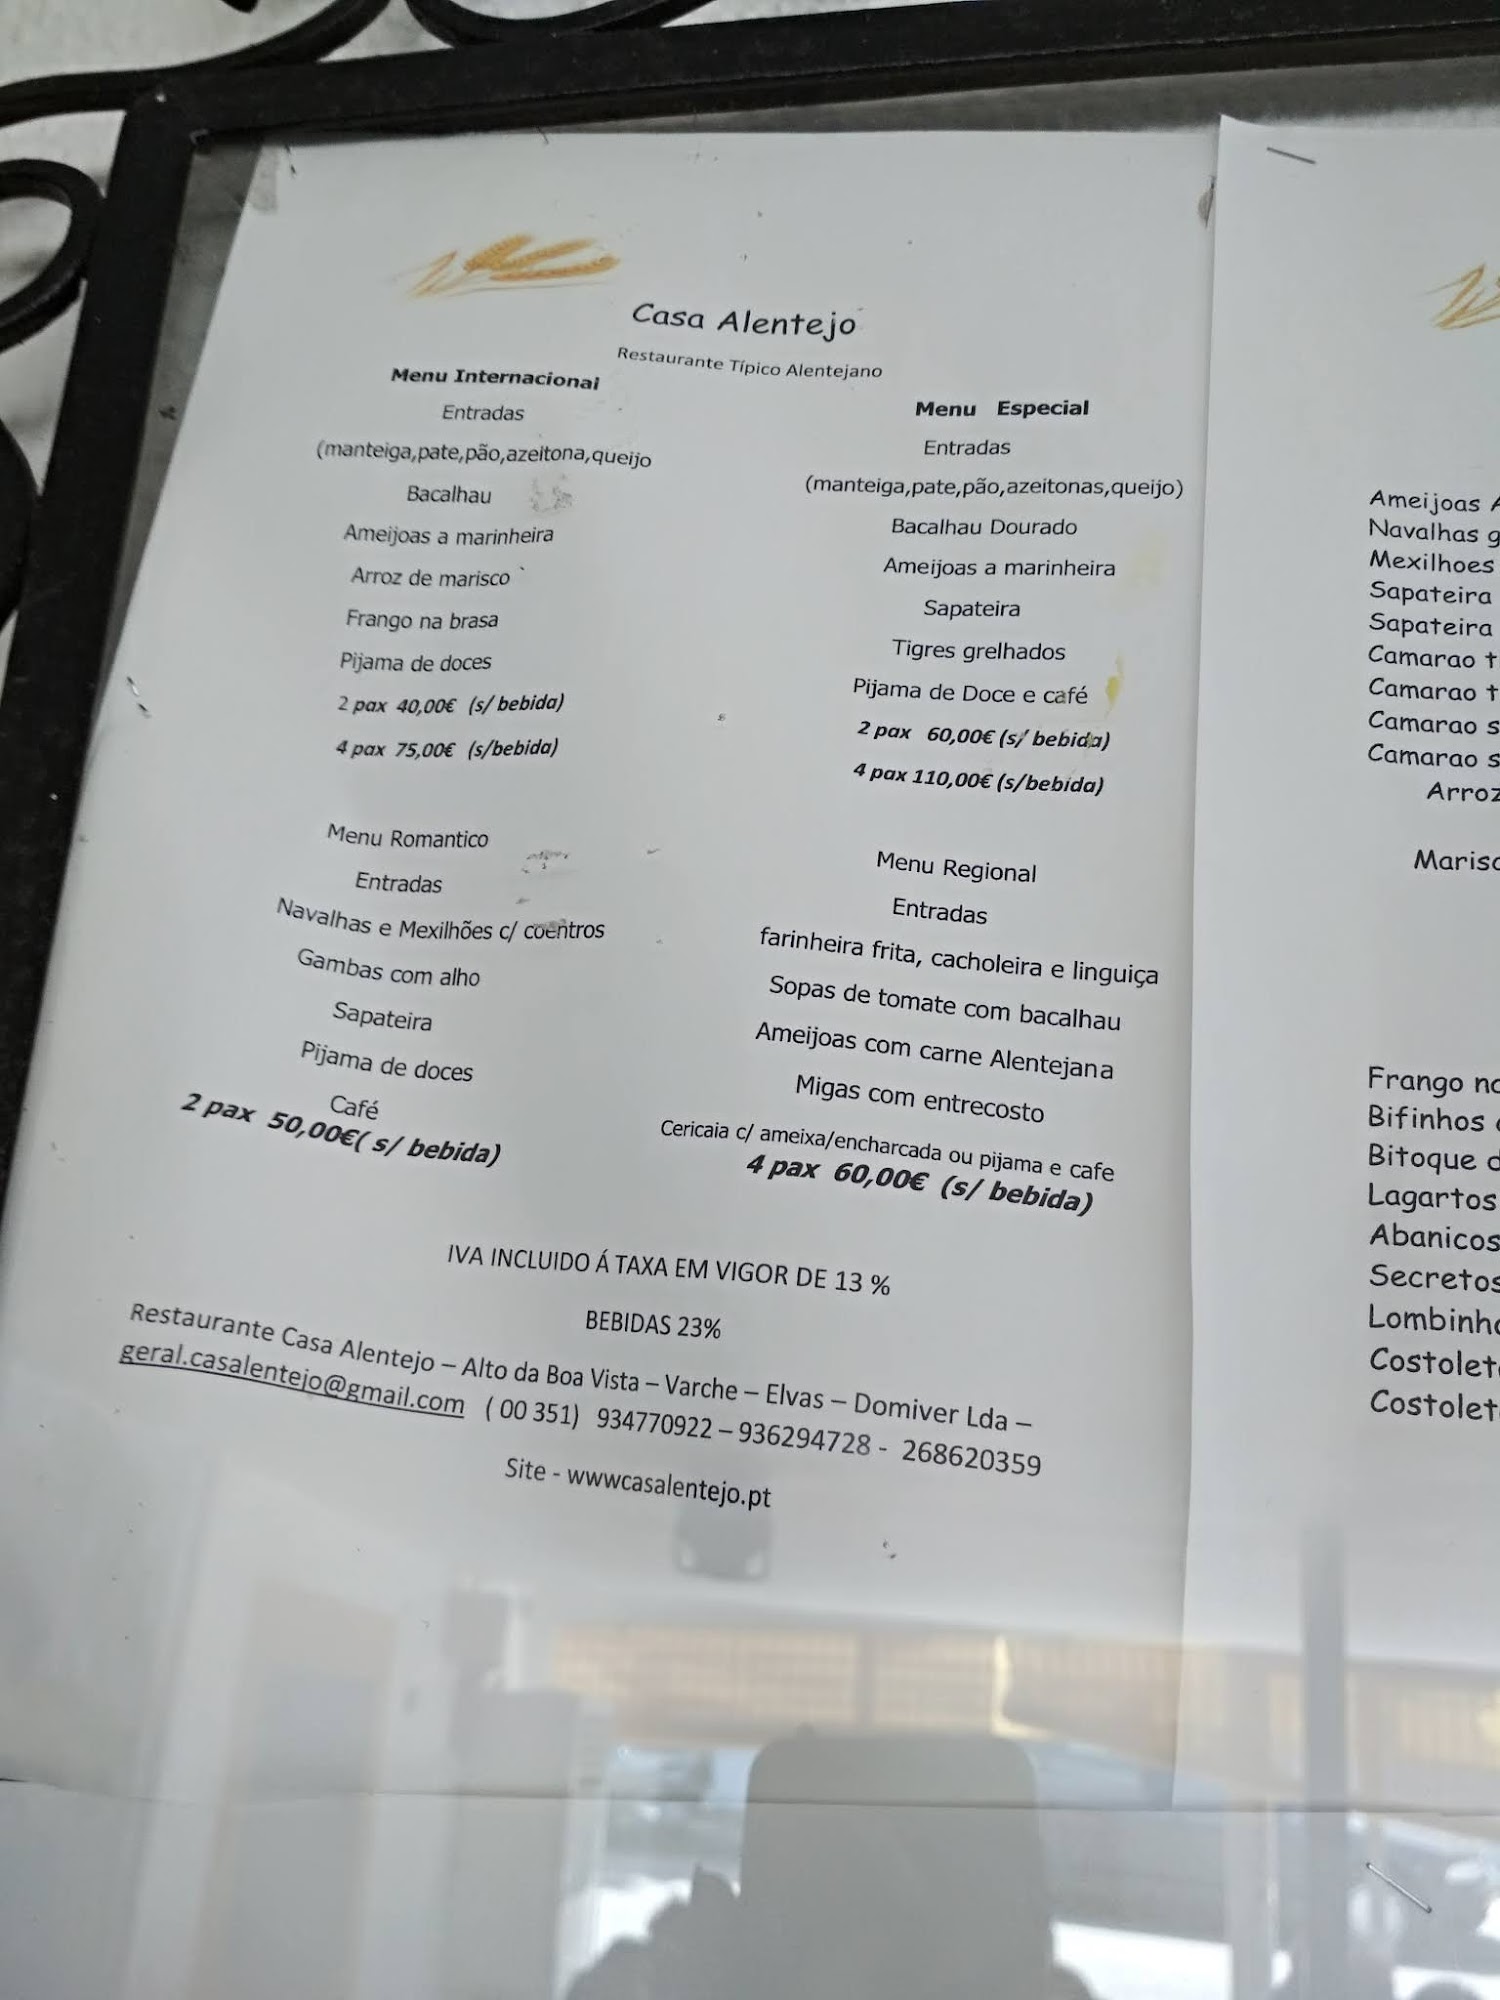 Casa Alentejo
Restaurante Típico Alentejano
Menu Internacional
Entradas
(manteiga,pate,pão,azeitona,queijo
Bacalhau
Ameijoas a marinheira
Arroz de marisco
Frango na brasa
Pijama de doces
2 pax 40,00€ (s/ bebida)
4 pax 75,00€ (s/bebida)
Menu Especial
Entradas
(manteiga,pate,pão,azeitonas,queijo)
Bacalhau Dourado
Ameijoas a marinheira
Sapateira
Tigres grelhados
Pijama de Doce e café
2 pax 60,00€ (s/ bebida)
4 pax 110,00€ (s/bebida)
Menu Romantico
Entradas
Navalhas e Mexilhões c/ coentros
Gambas com alho
Sapateira
Pijama de doces
Café
2 pax 50,00€( s/ bebida)
Menu Regional
Entradas
farinheira frita, cacholeira e linguiça
Sopas de tomate com bacalhau
Ameijoas com carne Alentejana
Migas com entrecosto
Cericaia c/ ameixa/encharcada ou pijama e cafe
4 pax 60,00€ (s/ bebida)
IVA INCLUIDO Á TAXA EM VIGOR DE 13 %
BEBIDAS 23%
Restaurante Casa Alentejo – Alto da Boa Vista – Varche – Elvas – Domiver Lda –
geral.casalentejo@gmail.com ( 00 351) 934770922 – 936294728 - 268620359
Site - wwwcasalentejo.pt
Ameijoas
Navalhas
Mexilhoes
Sapateira
Sapateira
Camarao
Camarao
Camarao
Camarao
Arroz
Frango
Bifinhos
Bitoque
Lagartos
Abanicos
Secretos